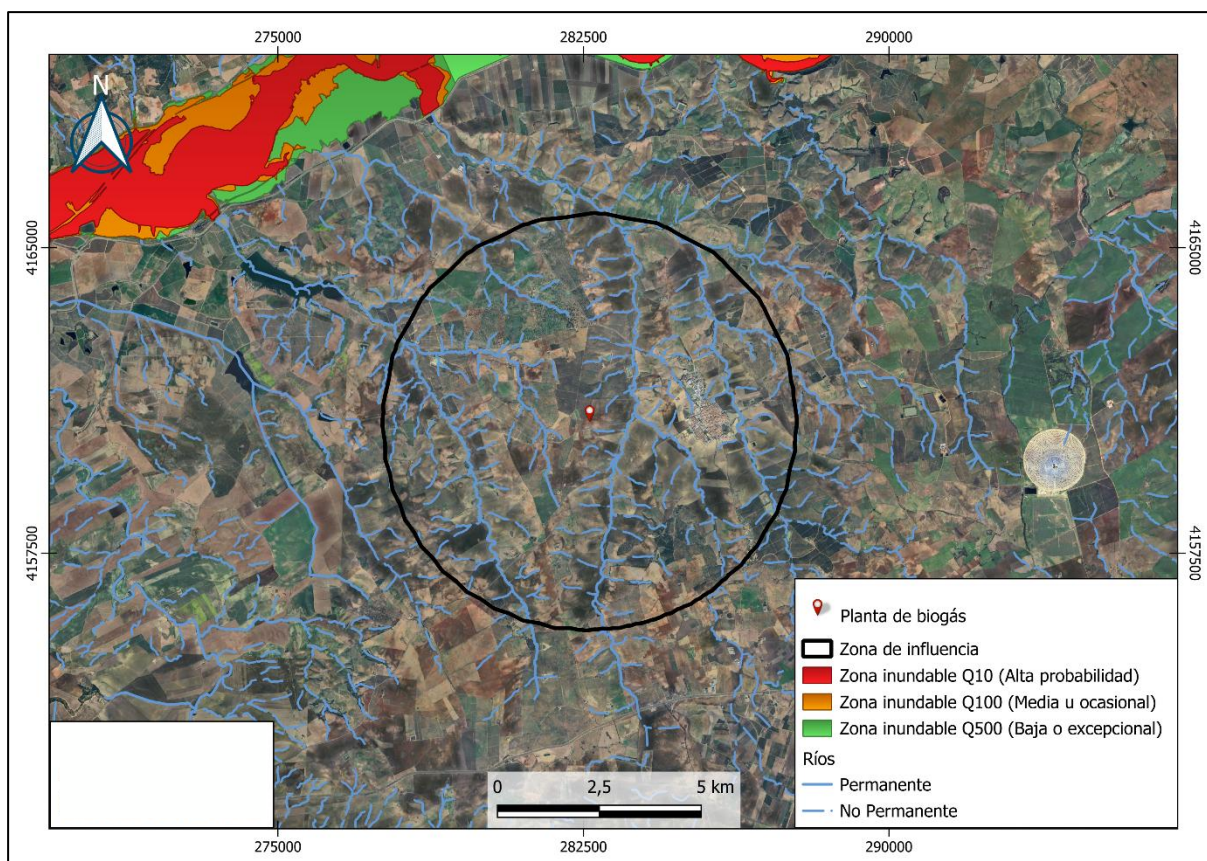 275000
282500
290000
N
4165000
4165000
4157500
4157500
Planta de biogás
Zona de influencia
Zona inundable Q10 (Alta probabilidad)
Zona inundable Q100 (Media u ocasional)
Zona inundable Q500 (Baja o excepcional)
Ríos
Permanente
No Permanente
0 2,5 5 km
275000
282500
290000